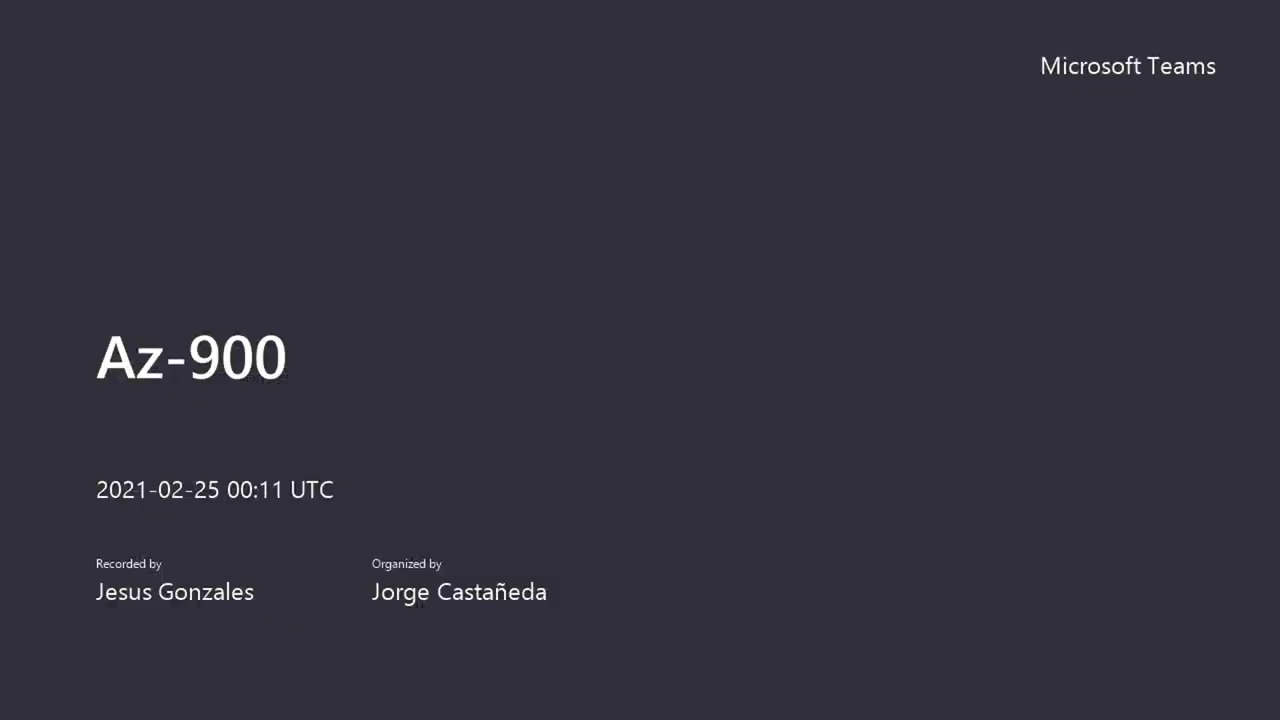 Microsoft Teams
Az-900
2021-02-25 00:11 UTC
Recorded by
Organized by
Jesus Gonzales
Jorge Castañeda